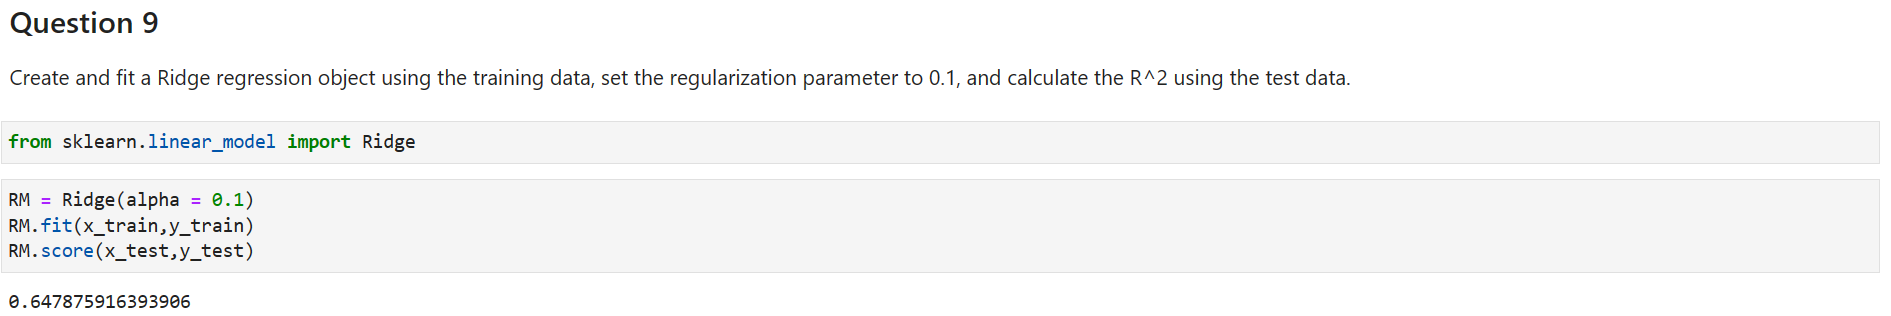 Question 9
Create and fit a Ridge regression object using the training data, set the regularization parameter to 0.1, and calculate the R^2 using the test data.
from sklearn.linear_model import Ridge
RM = Ridge(alpha = 0.1)
RM.fit(x_train,y_train)
RM.score(x_test,y_test)
0.647875916393906